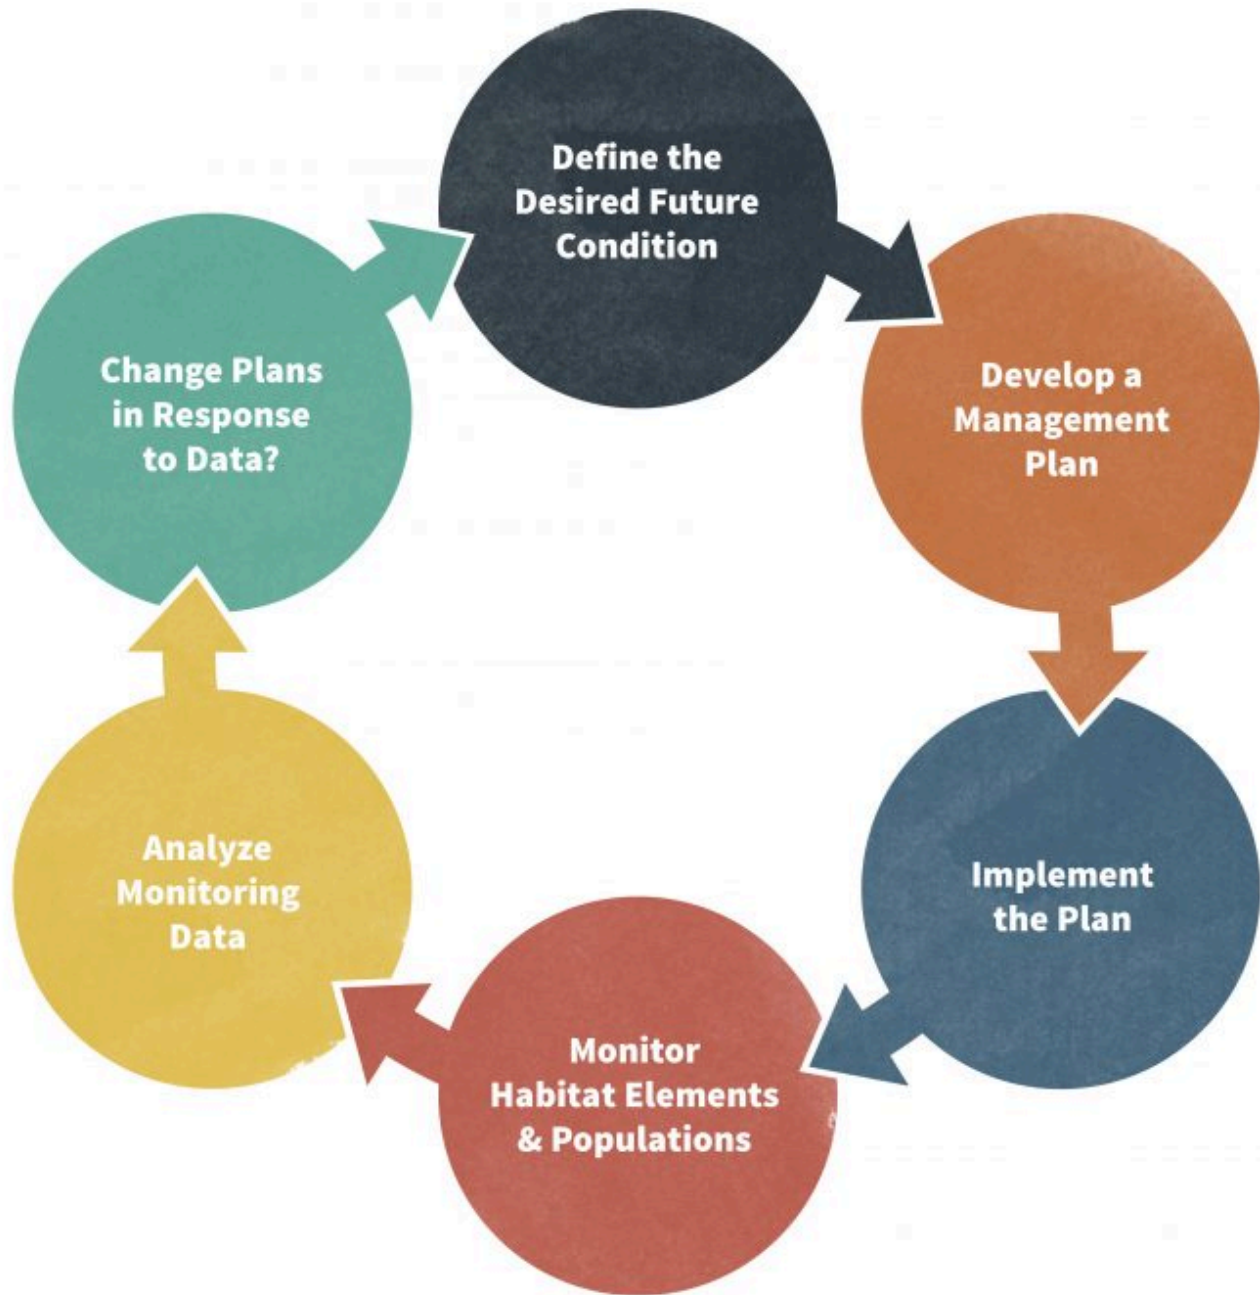 Define the
Desired Future
Condition
Develop a
Management
Plan
Implement
the Plan
Monitor
Habitat Elements
& Populations
Analyze
Monitoring
Data
Change Plans
in Response
to Data?